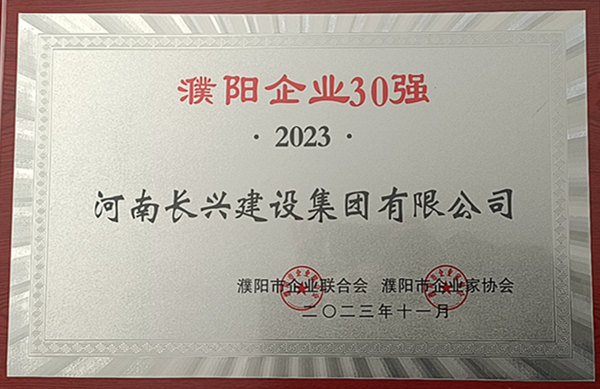 濮阳企业30强
·2023·
河南长兴建设集团有限公司
濮阳市企业联合会 濮阳市企业家协会
二〇二三年十一月